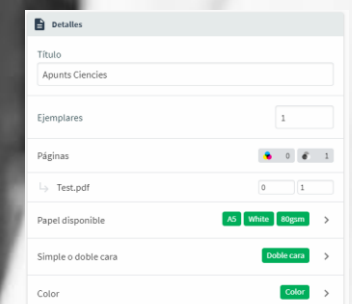 Detalles
Título
Apunts Ciencies
Ejemplares 1
Páginas 0 1
Test.pdf 0 1
Papel disponible A5 White 80gsm
Simple o doble cara Doble cara
Color Color